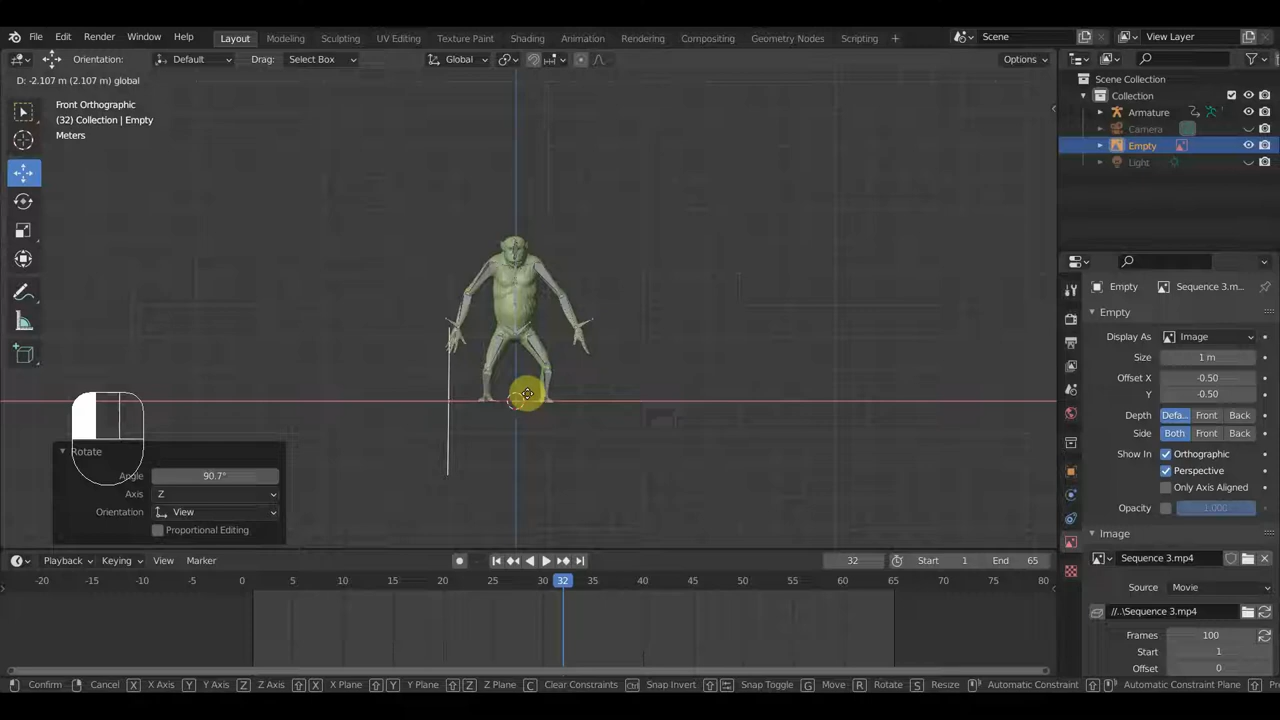 File Edit Render Window Help Layout Modeling Sculpting UV Editing Texture Paint Shading Animation Rendering Compositing Geometry Nodes Scripting + Scene View Layer
Orientation: Default Drag: Select Box Global Options
D: -2.107 m (2.107 m) global
Front Orthographic
(32) Collection | Empty
Meters
Scene Collection
Collection
Armature
Camera
Empty
Light
Empty Sequence 3.m...
Empty
Display As Image
Size 1 m
Offset X -0.50
Y -0.50
Depth Defa... Front Back
Side Both Front Back
Show In Orthographic
Perspective
Only Axis Aligned
Opacity 1.000
Image
Sequence 3.mp4
Source Movie
//..\Sequence 3.mp4
Frames 100
Start 1
Offset 0
Rotate
Angle 90.7°
Axis Z
Orientation View
Proportional Editing
Playback Keying View Marker 32 Start 1 End 65
-20 -15 -10 -5 0 5 10 15 20 25 30 32 35 40 45 50 55 60 65 70 75 80
Confirm Cancel X X Axis Y Y Axis Z Z Axis X X Plane Y Y Plane Z Z Plane C Clear Constraints Ctrl Snap Invert Snap Toggle G Move R Rotate S Resize Automatic Constraint Automatic Constraint Plane